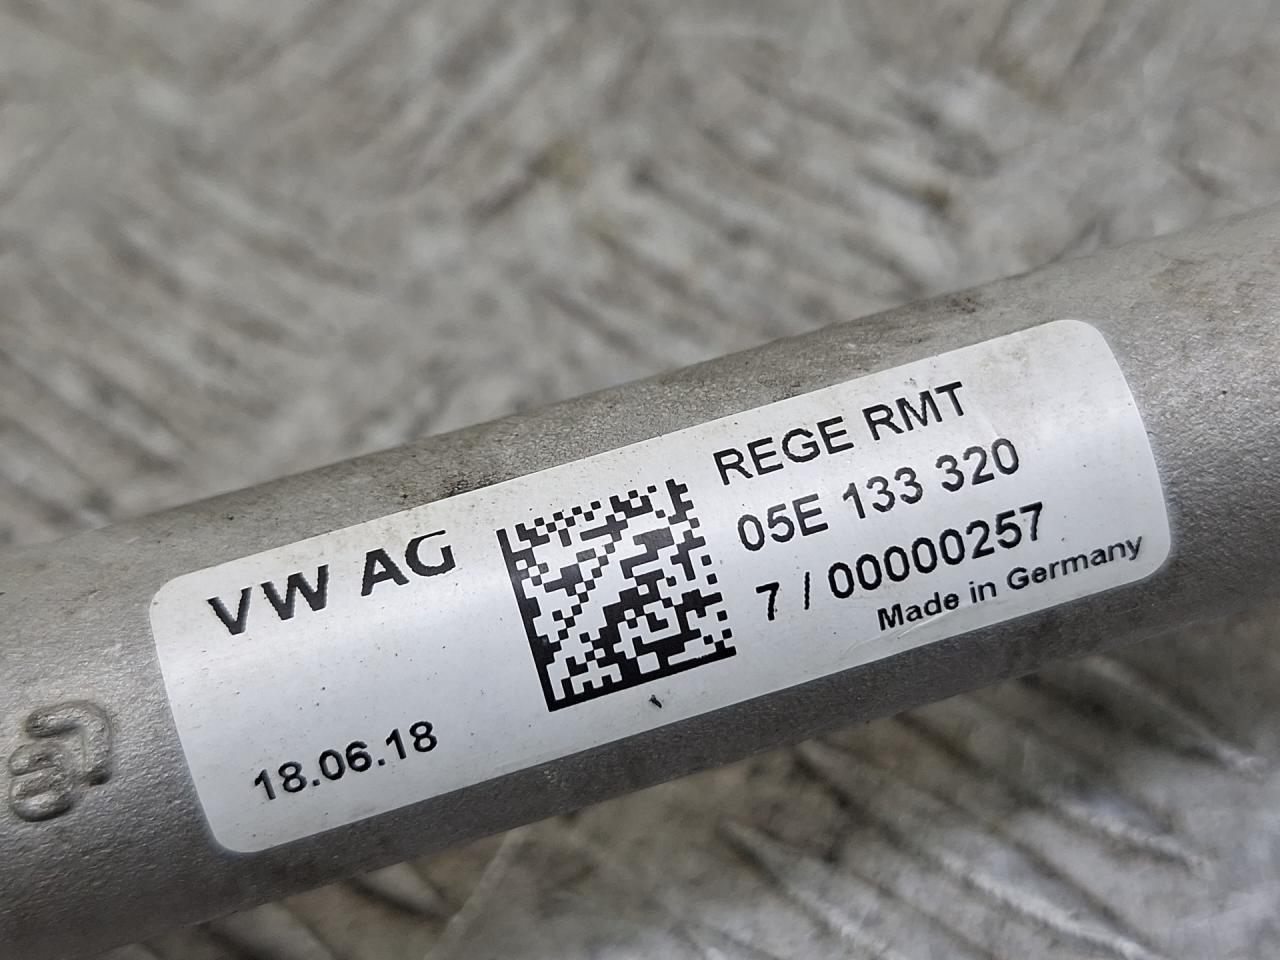 VW AG
18.06.18
REGE RMT
05E 133 320
7 / 00000257
Made in Germany